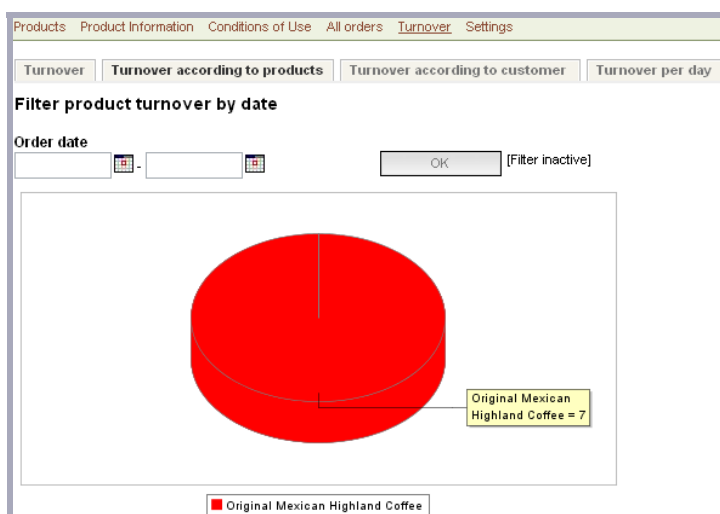 Products Product Information Conditions of Use All orders Turnover Settings
Turnover Turnover according to products Turnover according to customer Turnover per day
Filter product turnover by date
Order date
- OK [Filter inactive]
Original Mexican
Highland Coffee = 7
Original Mexican Highland Coffee